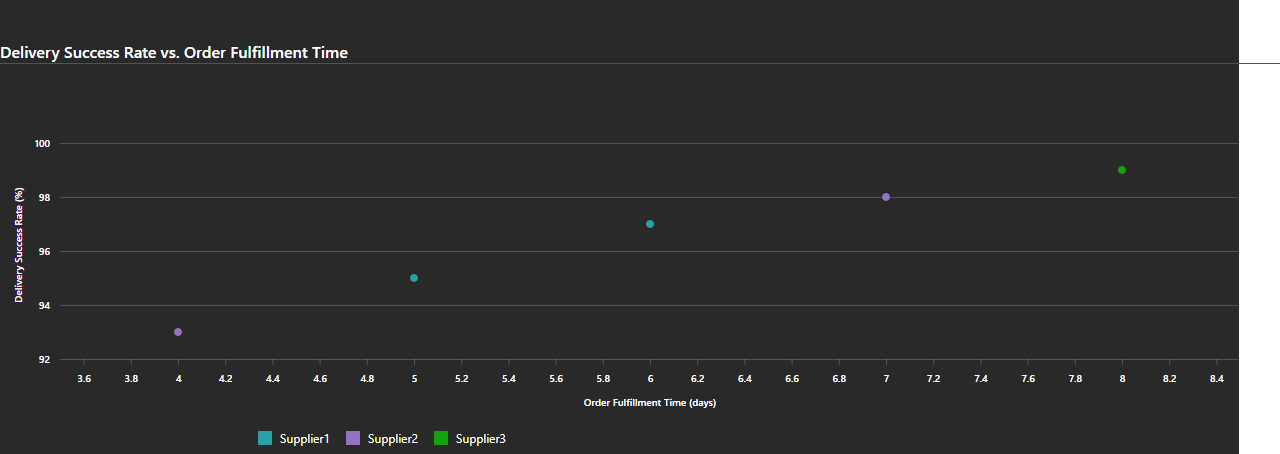 Delivery Success Rate vs. Order Fulfillment Time
100
98
96
94
92
Delivery Success Rate (%)
3.6 3.8 4 4.2 4.4 4.6 4.8 5 5.2 5.4 5.6 5.8 6 6.2 6.4 6.6 6.8 7 7.2 7.4 7.6 7.8 8 8.2 8.4
Order Fulfillment Time (days)
Supplier1 Supplier2 Supplier3